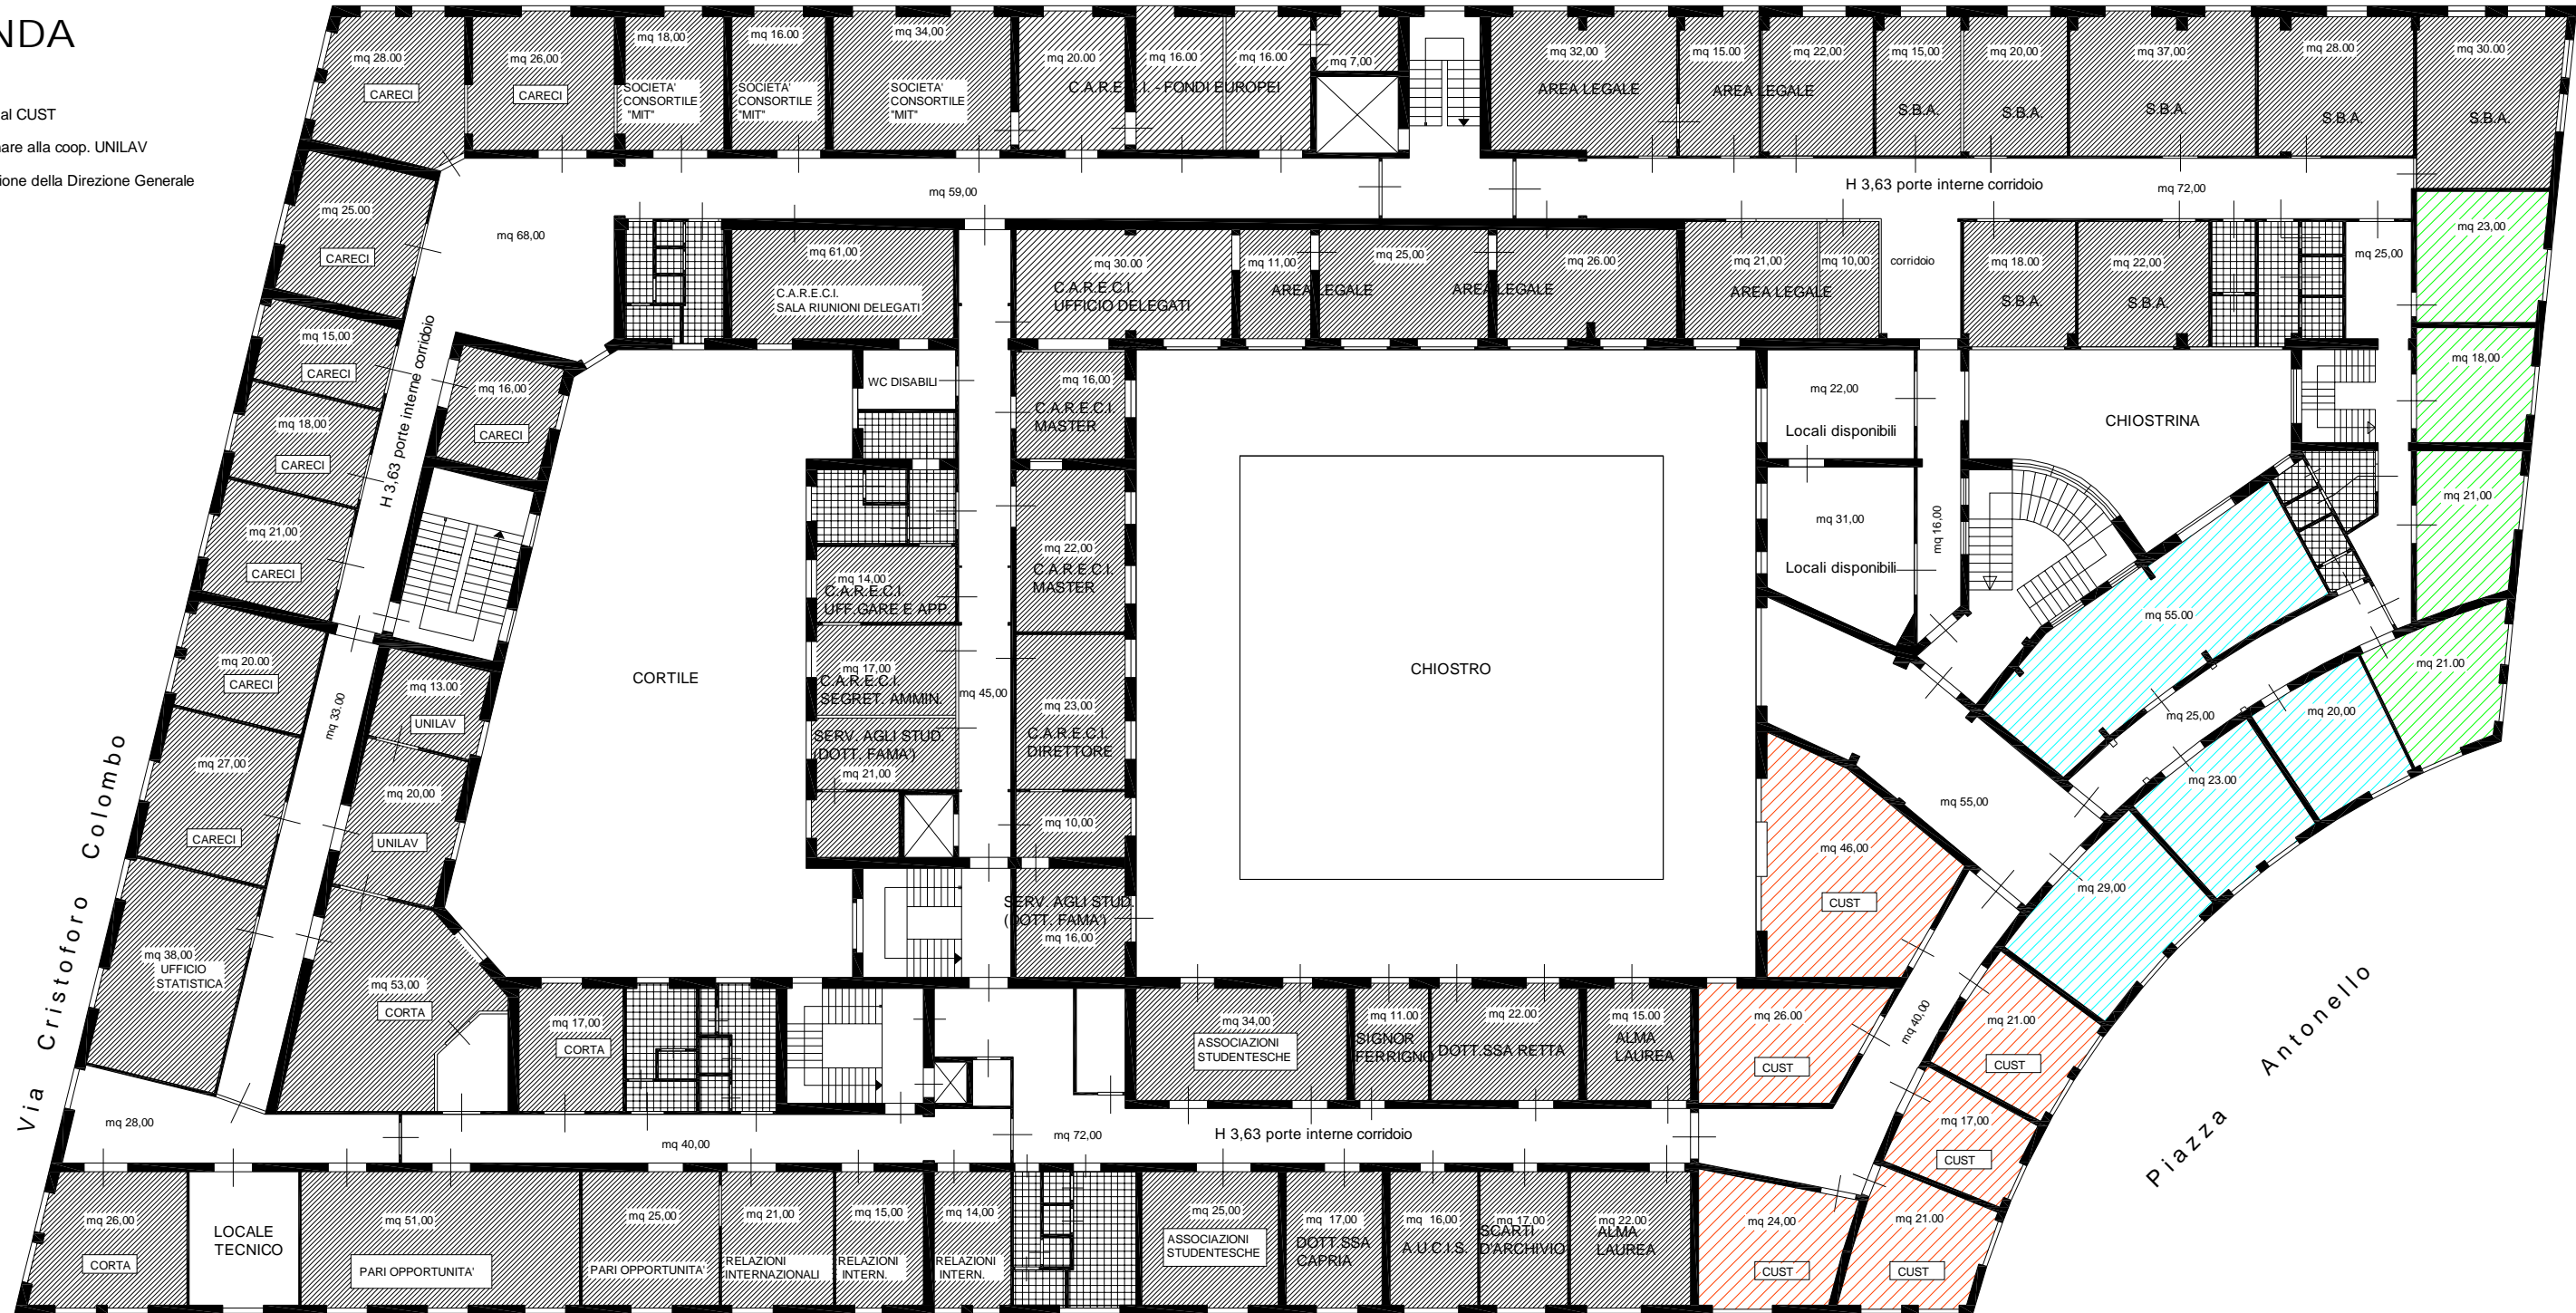 NDA
al CUST
nare alla coop. UNILAV
zione della Direzione Generale
mq 28.00
CARECI
mq 26,00
CARECI
mq 18,00
SOCIETA'
CONSORTILE
"MIT"
mq 16.00
SOCIETA'
CONSORTILE
"MIT"
mq 34,00
SOCIETA'
CONSORTILE
"MIT"
mq 20.00
mq 16.00
mq 16.00
C.A.R.E.C.I. - FONDI EUROPEI
mq 7,00
mq 32,00
AREA LEGALE
mq 15.00
mq 22,00
AREA LEGALE
mq 15,00
S.B.A.
mq 20,00
S.B.A.
mq 37,00
S.B.A.
mq 28.00
S.B.A.
mq 30.00
S.B.A.
mq 59,00
H 3,63 porte interne corridoio
mq 72,00
mq 25.00
CARECI
mq 68,00
mq 61,00
C.A.R.E.C.I.
SALA RIUNIONI DELEGATI
mq 30.00
C.A.R.E.C.I.
UFFICIO DELEGATI
mq 11,00
mq 25,00
AREA LEGALE
mq 26.00
AREA LEGALE
mq 21,00
mq 10,00
AREA LEGALE
corridoio
mq 18.00
S.B.A.
mq 22,00
S.B.A.
mq 25,00
mq 23,00
mq 15,00
CARECI
H 3,63 porte interne corridoio
mq 16,00
CARECI
mq 18,00
CARECI
mq 21,00
CARECI
WC DISABILI
mq 16,00
C.A.R.E.C.I.
MASTER
mq 22,00
Locali disponibili
CHIOSTRINA
mq 18,00
mq 22,00
C.A.R.E.C.I.
MASTER
mq 31,00
Locali disponibili
mq 16,00
mq 21,00
mq 14,00
C.A.R.E.C.I.
UFF.GARE E APP.
mq 55.00
mq 20.00
CARECI
mq 13.00
UNILAV
mq 33.00
CORTILE
mq 17,00
C.A.R.E.C.I.
SEGRET. AMMIN.
mq 45,00
mq 23,00
C.A.R.E.C.I.
DIRETTORE
CHIOSTRO
mq 21.00
mq 25,00
mq 20,00
SERV. AGLI STUD.
(DOTT. FAMA')
mq 21,00
mq 27,00
CARECI
mq 20,00
UNILAV
mq 23.00
mq 55,00
mq 10,00
mq 46,00
CUST
mq 29,00
SERV. AGLI STUD.
(DOTT. FAMA')
mq 16,00
mq 38,00
UFFICIO
STATISTICA
mq 53,00
CORTA
mq 17,00
CORTA
mq 34,00
ASSOCIAZIONI
STUDENTESCHE
mq 11.00
SIGNOR
FERRIGNO
mq 22.00
DOTT.SSA RETTA
mq 15.00
ALMA
LAUREA
mq 26.00
CUST
mq 40,00
mq 21.00
CUST
mq 17,00
CUST
Via Cristoforo Colombo
Piazza Antonello
mq 28,00
mq 40,00
mq 72,00
H 3,63 porte interne corridoio
mq 26,00
CORTA
LOCALE
TECNICO
mq 51,00
PARI OPPORTUNITA'
mq 25,00
PARI OPPORTUNITA'
mq 21,00
RELAZIONI
INTERNAZIONALI
mq 15,00
RELAZIONI
INTERN.
mq 14,00
RELAZIONI
INTERN.
mq 25,00
ASSOCIAZIONI
STUDENTESCHE
mq 17,00
DOTT.SSA
CAPRIA
mq 16,00
A.U.C.I.S.
mq 17,00
SCARTI
D'ARCHIVIO
mq 22.00
ALMA
LAUREA
mq 24,00
CUST
mq 21.00
CUST